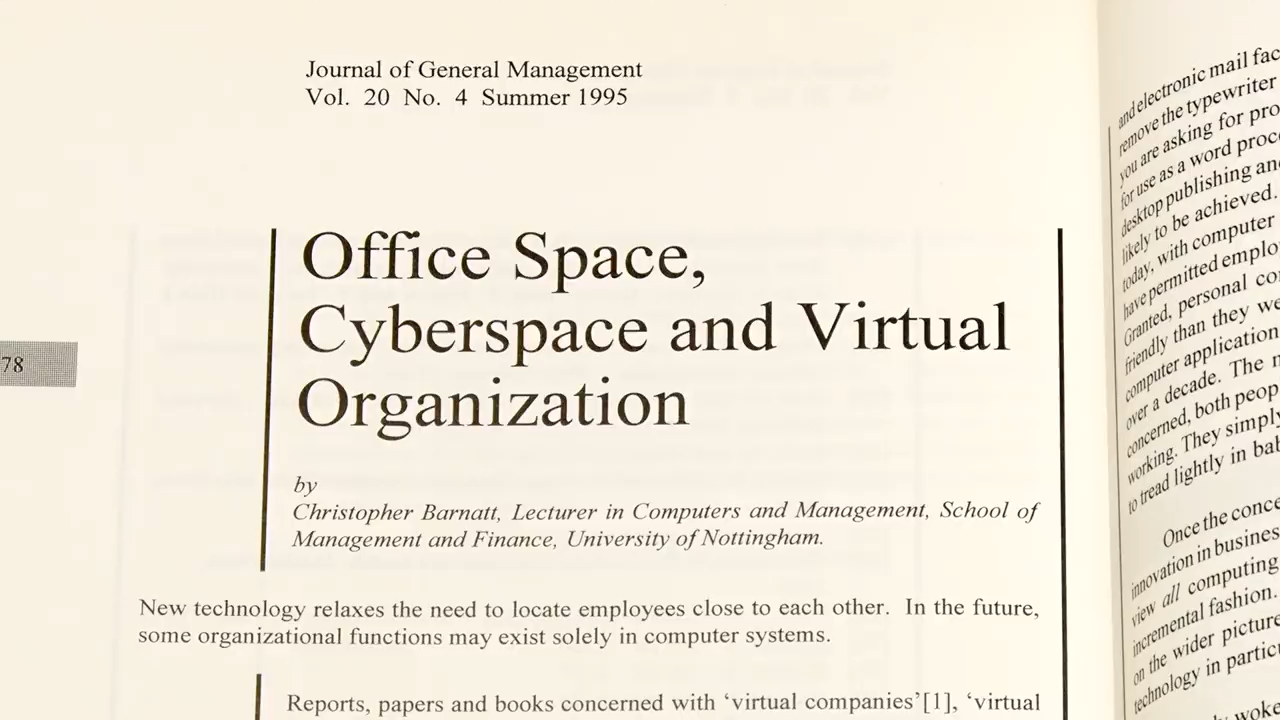 Journal of General Management
Vol. 20 No. 4 Summer 1995
Office Space,
Cyberspace and Virtual
Organization
78
by
Christopher Barnatt, Lecturer in Computers and Management, School of
Management and Finance, University of Nottingham.
New technology relaxes the need to locate employees close to each other. In the future,
some organizational functions may exist solely in computer systems.
Reports, papers and books concerned with ‘virtual companies’[1], ‘virtual
and electronic mail fac
remove the typewriter
you are asking for pro
for use as a word proc
desktop publishing an
likely to be achieved.
today, with computer
have permitted emplo
Granted, personal co
friendly than they we
computer application
over a decade. The
concerned, both peop
working. They simply
to tread lightly in bab
Once the conce
innovation in busines
view all computing
incremental fashion.
on the wider picture
technology in partic
woke